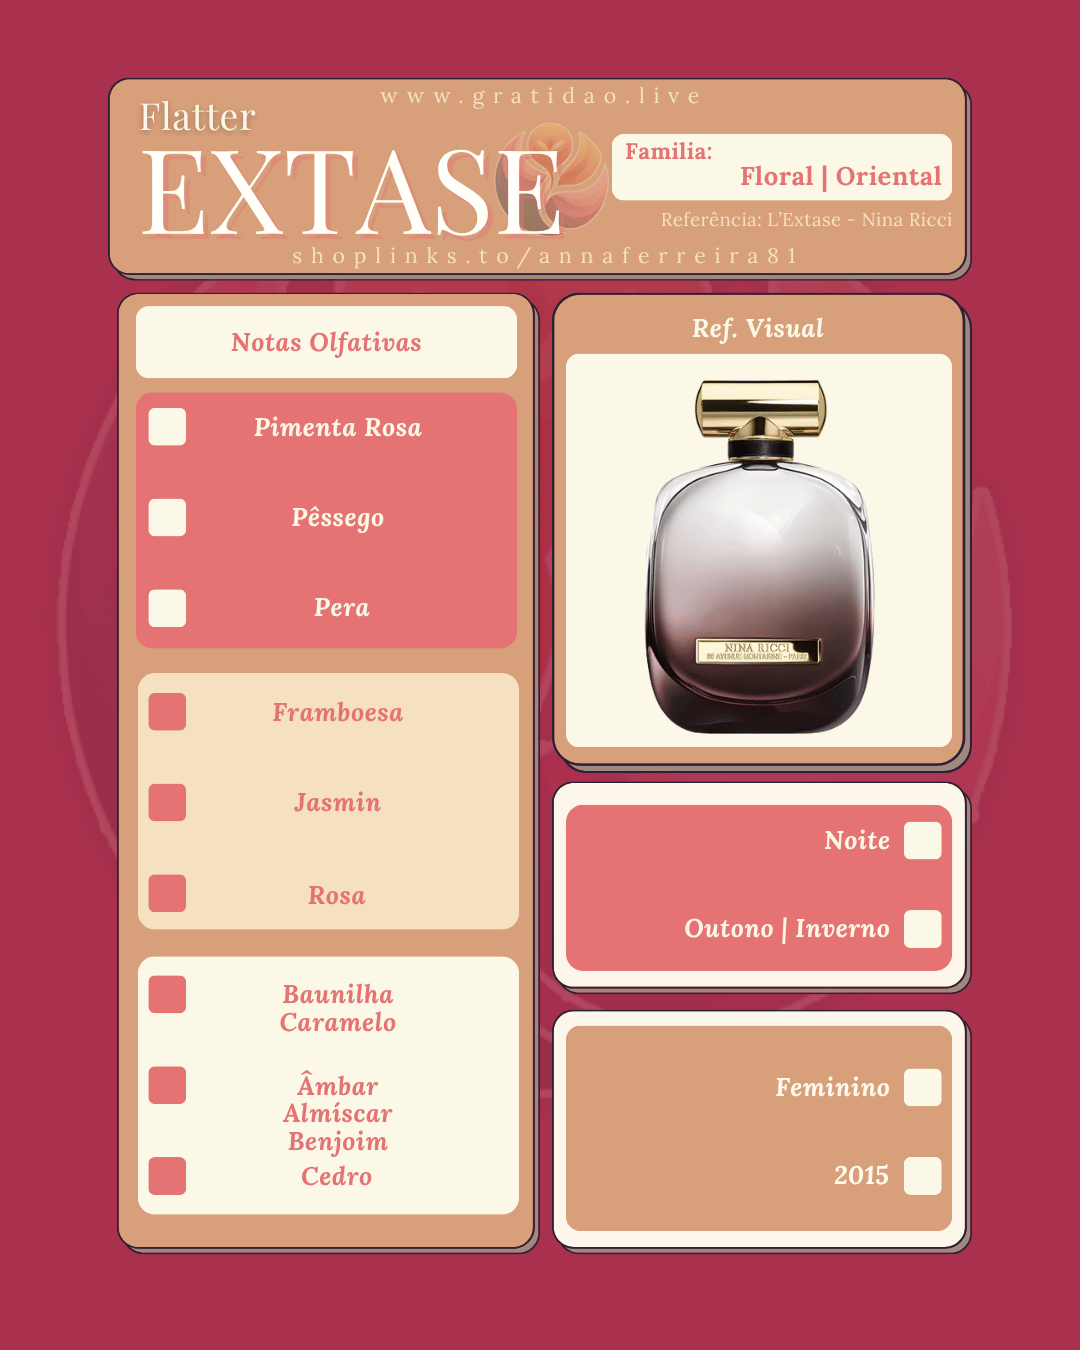 www.gratidao.live
Flatter
EXTASE
Familia:
Floral | Oriental
Referência: L'Extase - Nina Ricci
shoplinks.to/annaferreira81
Notas Olfativas
Pimenta Rosa
Pêssego
Pera
Framboesa
Jasmin
Rosa
Baunilha
Caramelo
Âmbar
Almíscar
Benjoim
Cedro
Ref. Visual
NINA RICCI
39 AVENUE MONTAIGNE - PARIS
Noite
Outono | Inverno
Feminino
2015